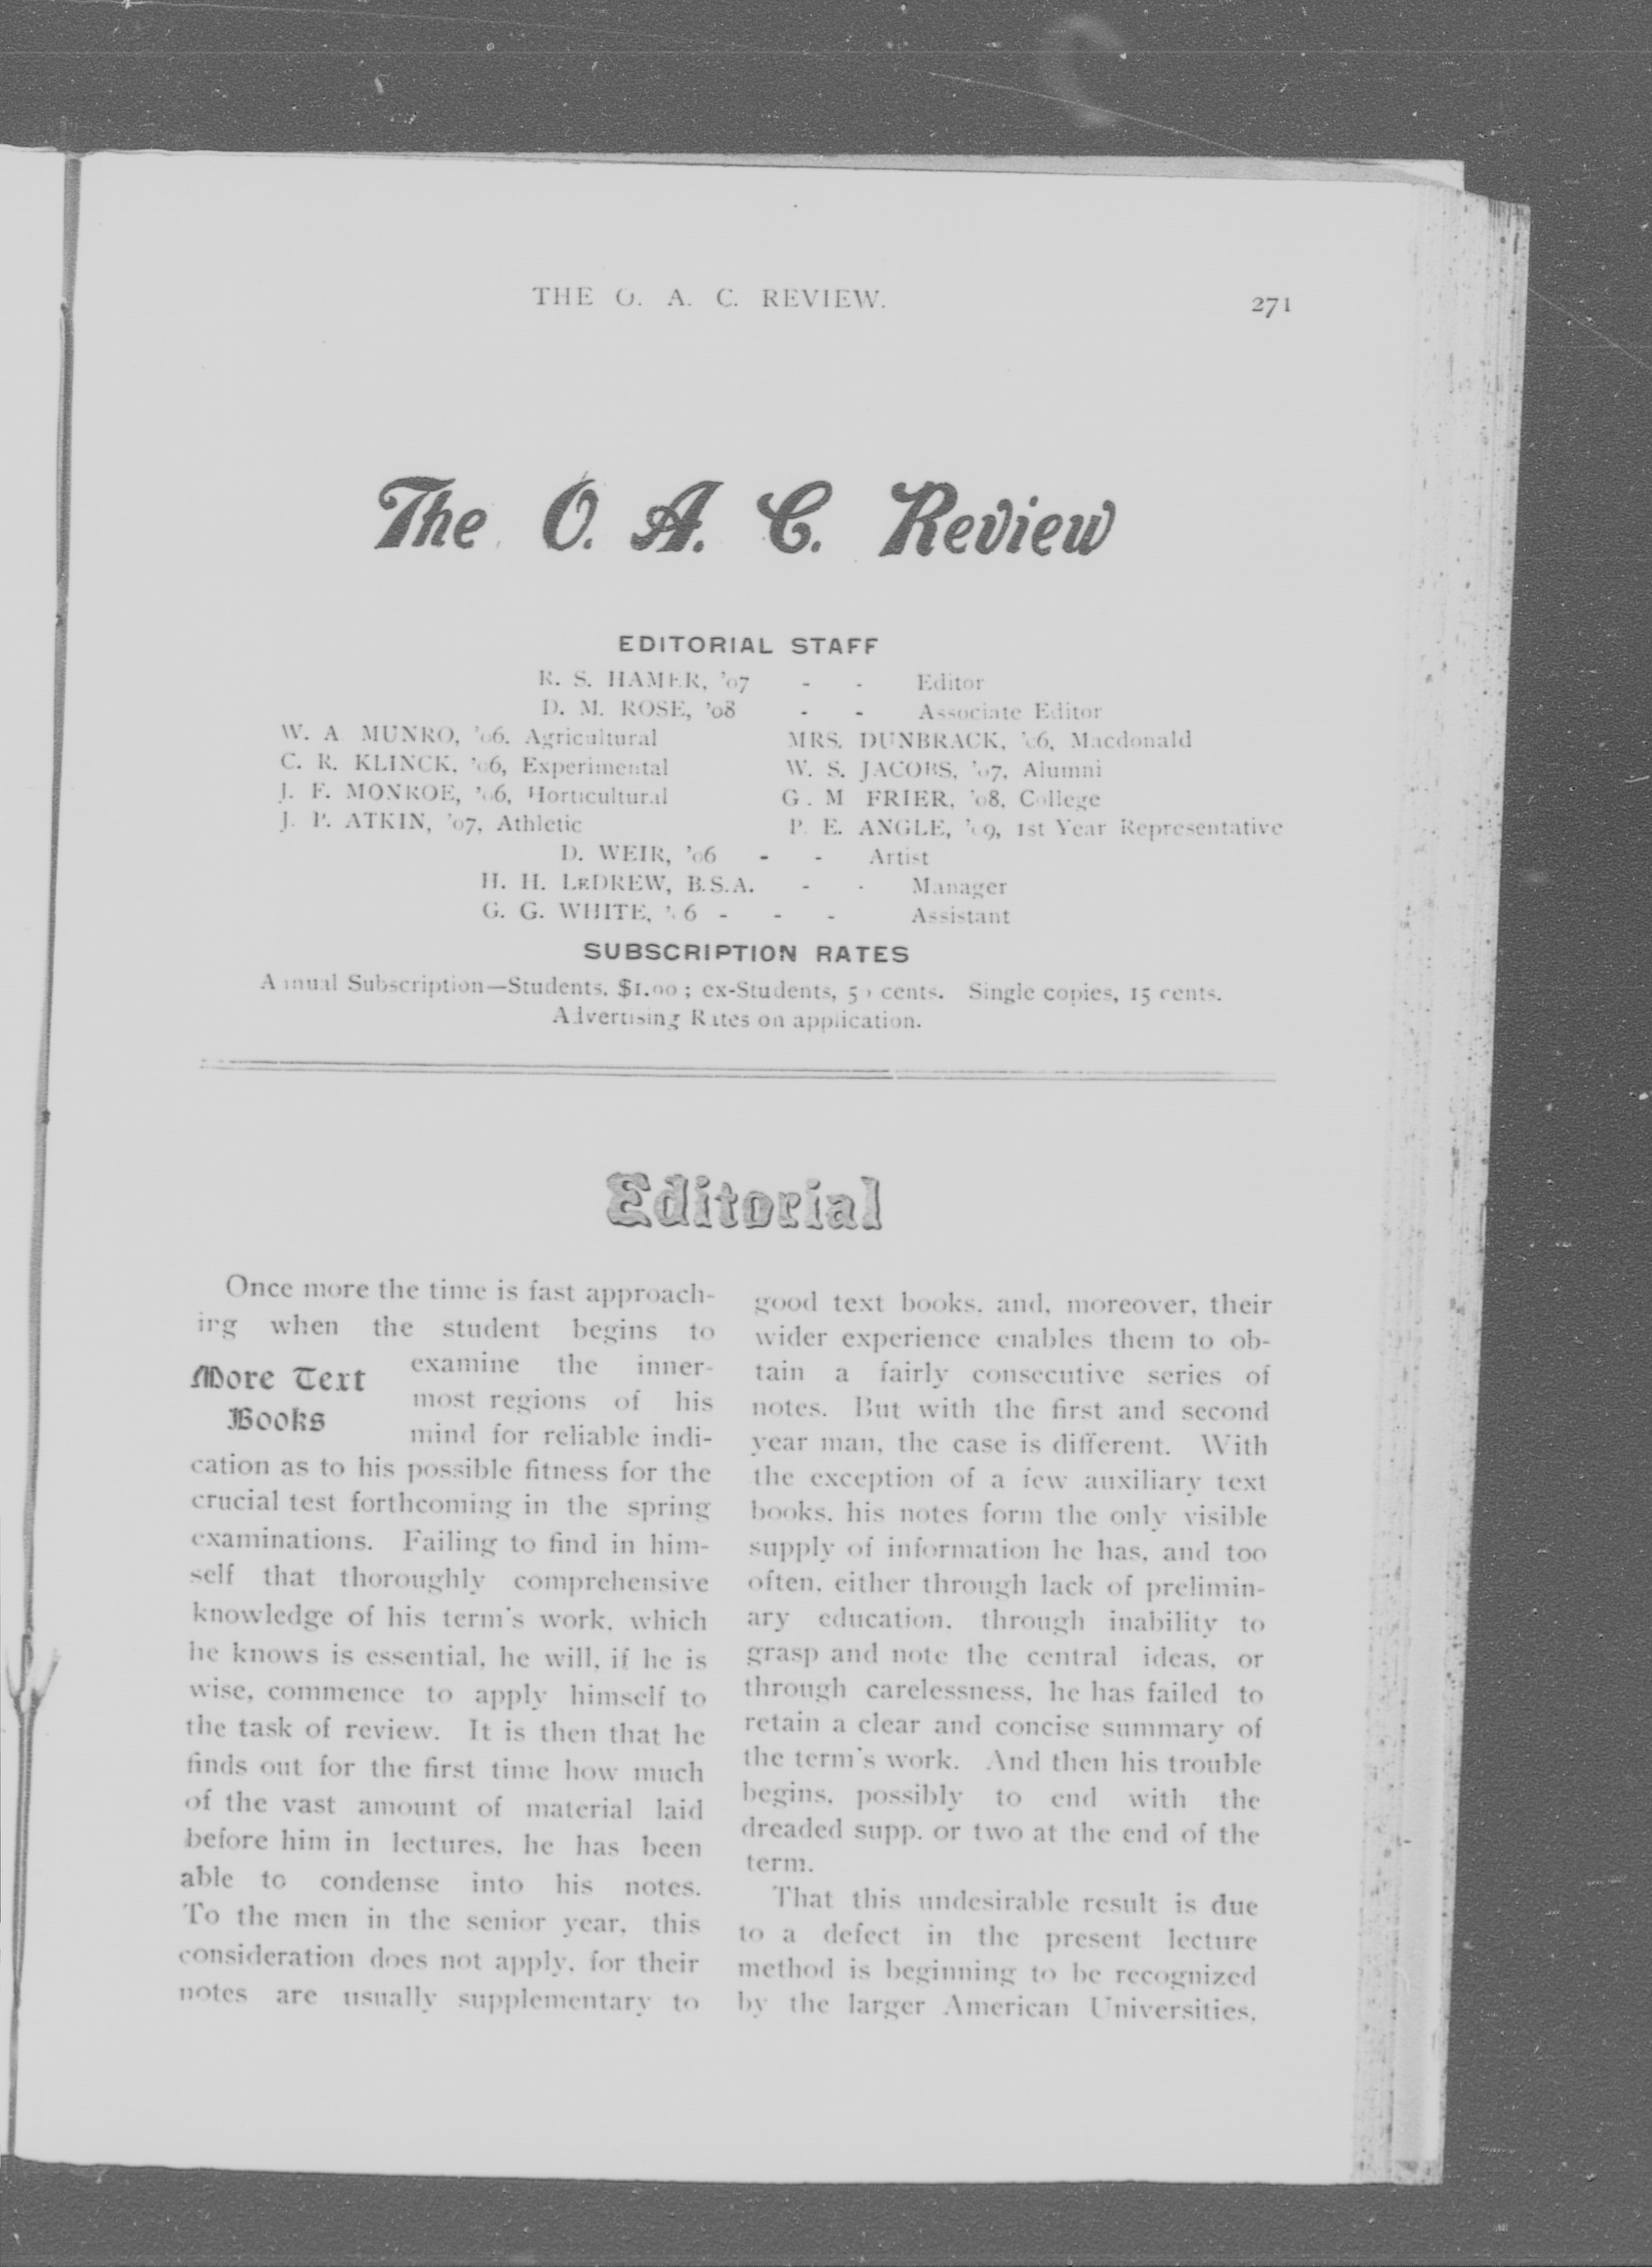 THE O. A. C. REVIEW. 271
The O. A. C. Review
EDITORIAL STAFF
R. S. HAMER, '07 - - Editor
D. M. ROSE, '08 - - Associate Editor
W. A MUNRO, '06. Agricultural MRS. DUNBRACK, '06, Macdonald
C. R. KLINCK, '06, Experimental W. S. JACOBS, '07, Alumni
J. F. MONROE, '06, Horticultural G. M FRIER, '08, College
J. P. ATKIN, '07, Athletic P. E. ANGLE, '09, 1st Year Representative
D. WEIR, '06 - - Artist
H. H. LeDREW, B.S.A. - - Manager
G. G. WHITE, '06 - - - Assistant
SUBSCRIPTION RATES
Annual Subscription—Students, $1.00; ex-Students, 50 cents. Single copies, 15 cents.
Advertising Rates on application.
Editorial
Once more the time is fast approach-
ing when the student begins to
More Text
Books
examine the inner-
most regions of his
mind for reliable indi-
cation as to his possible fitness for the
crucial test forthcoming in the spring
examinations. Failing to find in him-
self that thoroughly comprehensive
knowledge of his term's work, which
he knows is essential, he will, if he is
wise, commence to apply himself to
the task of review. It is then that he
finds out for the first time how much
of the vast amount of material laid
before him in lectures, he has been
able to condense into his notes.
To the men in the senior year, this
consideration does not apply, for their
notes are usually supplementary to
good text books, and, moreover, their
wider experience enables them to ob-
tain a fairly consecutive series of
notes. But with the first and second
year man, the case is different. With
the exception of a few auxiliary text
books, his notes form the only visible
supply of information he has, and too
often, either through lack of prelimin-
ary education, through inability to
grasp and note the central ideas, or
through carelessness, he has failed to
retain a clear and concise summary of
the term's work. And then his trouble
begins, possibly to end with the
dreaded supp. or two at the end of the
term.
That this undesirable result is due
to a defect in the present lecture
method is beginning to be recognized
by the larger American Universities,